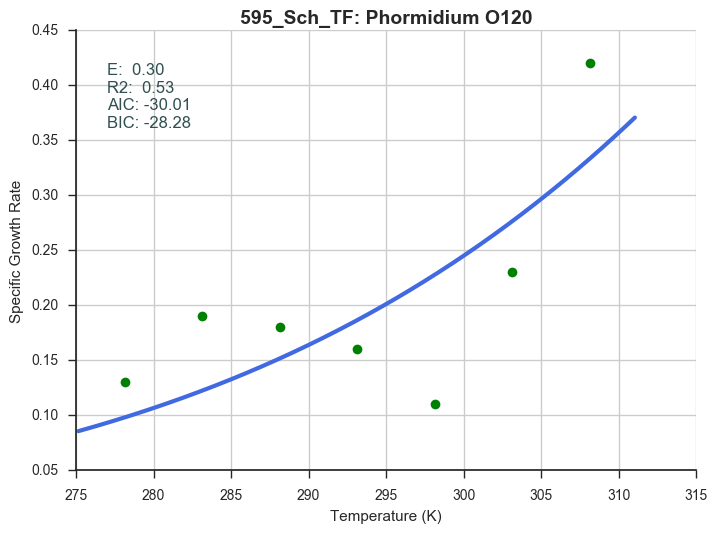 595_Sch_TF: Phormidium O120
E:  0.30
R2:  0.53
AIC: -30.01
BIC: -28.28
0.45
0.40
0.35
0.30
0.25
0.20
0.15
0.10
0.05
Specific Growth Rate
275 280 285 290 295 300 305 310 315
Temperature (K)